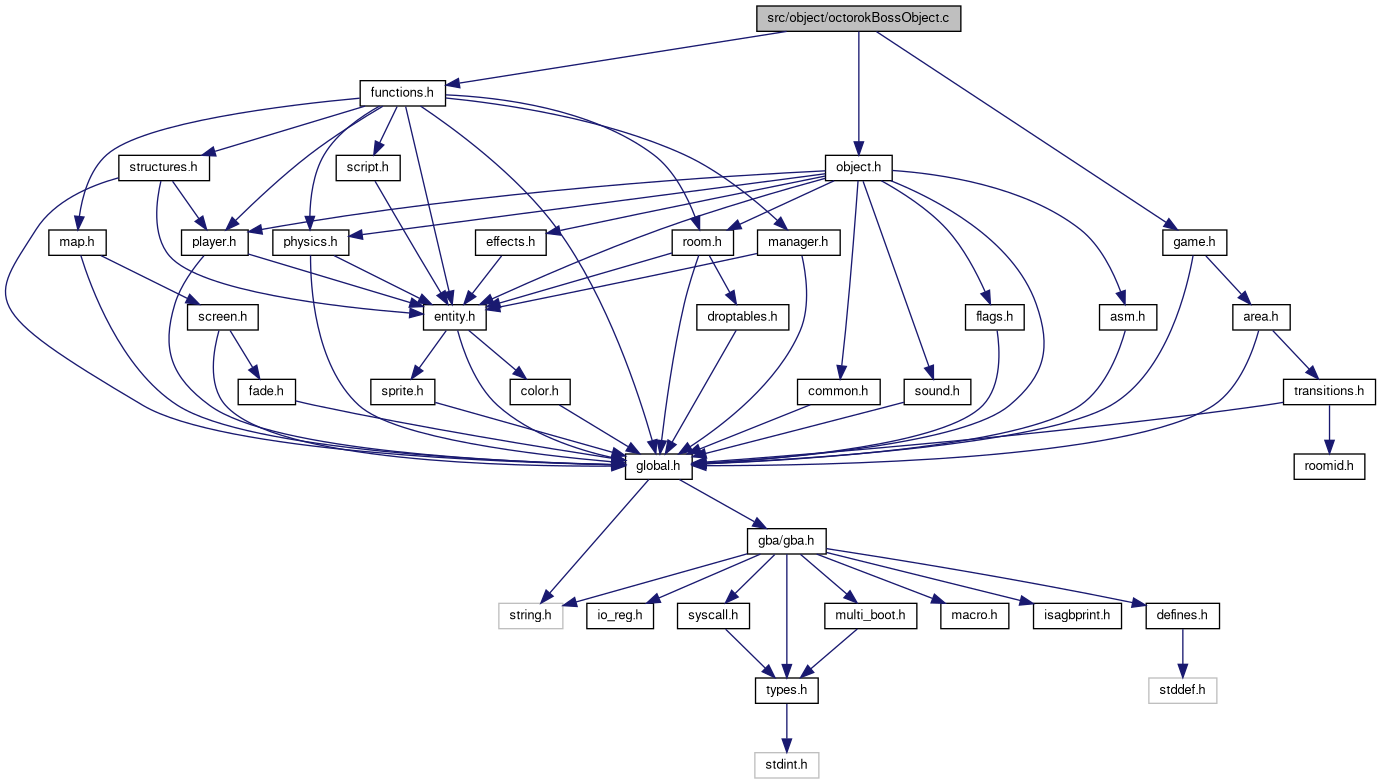 src/object/octorokBossObject.c
functions.h
structures.h
script.h
object.h
map.h
player.h
physics.h
effects.h
room.h
manager.h
game.h
screen.h
entity.h
droptables.h
flags.h
asm.h
area.h
fade.h
sprite.h
color.h
common.h
sound.h
transitions.h
global.h
roomid.h
gba/gba.h
string.h
io_reg.h
syscall.h
multi_boot.h
macro.h
isagbprint.h
defines.h
types.h
stddef.h
stdint.h